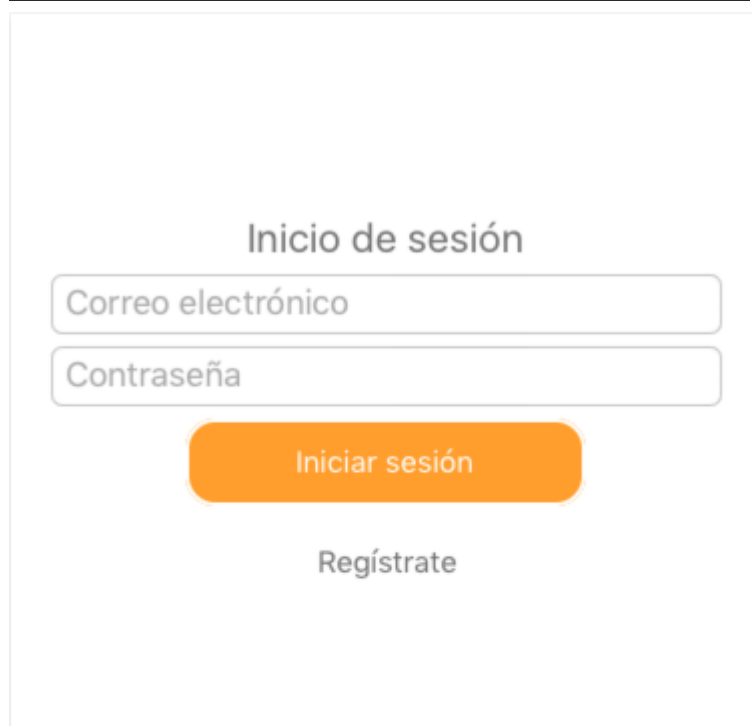 Inicio de sesión
Correo electrónico
Contraseña
Iniciar sesión
Regístrate